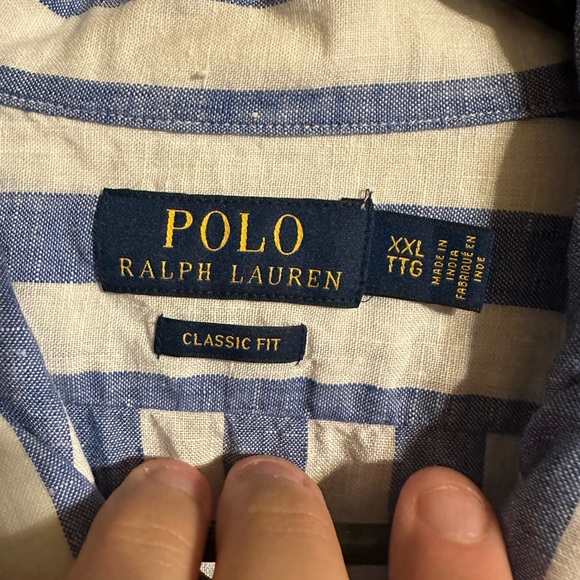 POLO
RALPH LAUREN
XXL
TTG
MADE IN
INDIA
FABRIQUÉ EN
INDE
CLASSIC FIT